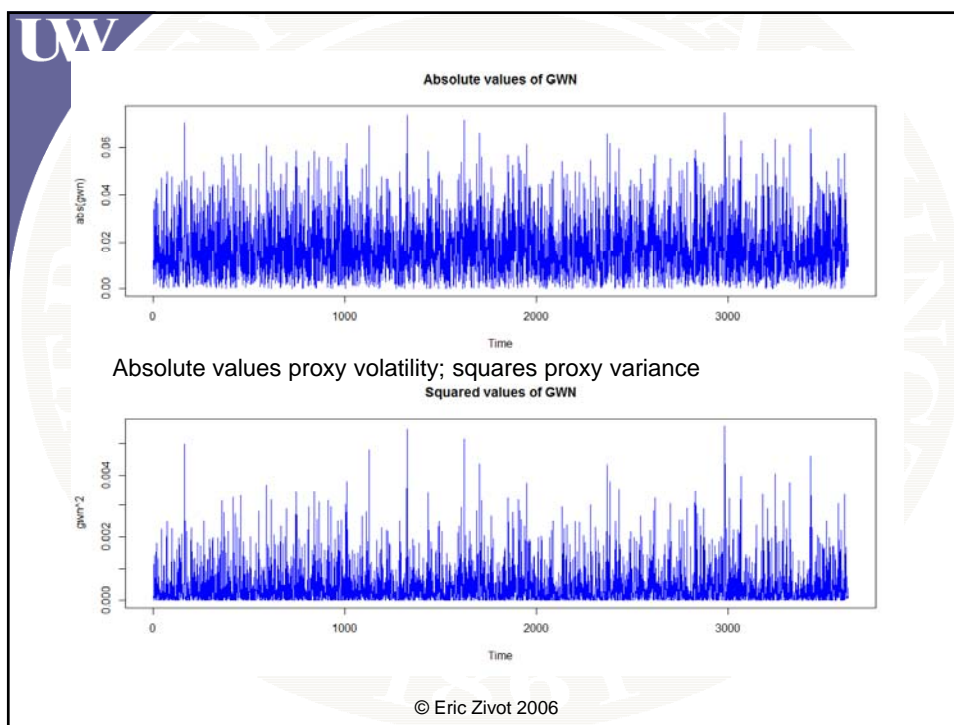 UW
Absolute values of GWN
abs(gwn)
0.06
0.04
0.02
0.00
0 1000 2000 3000
Time
Absolute values proxy volatility; squares proxy variance
Squared values of GWN
gwn^2
0.004
0.002
0.000
0 1000 2000 3000
Time
1861
© Eric Zivot 2006